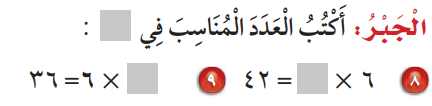 الْجَبْرُ: أَكْتُبُ الْعَدَدَ الْمُنَاسِبَ فِي :
٨ ٦ × = ٤٢ ٩ × ٦ = ٣٦